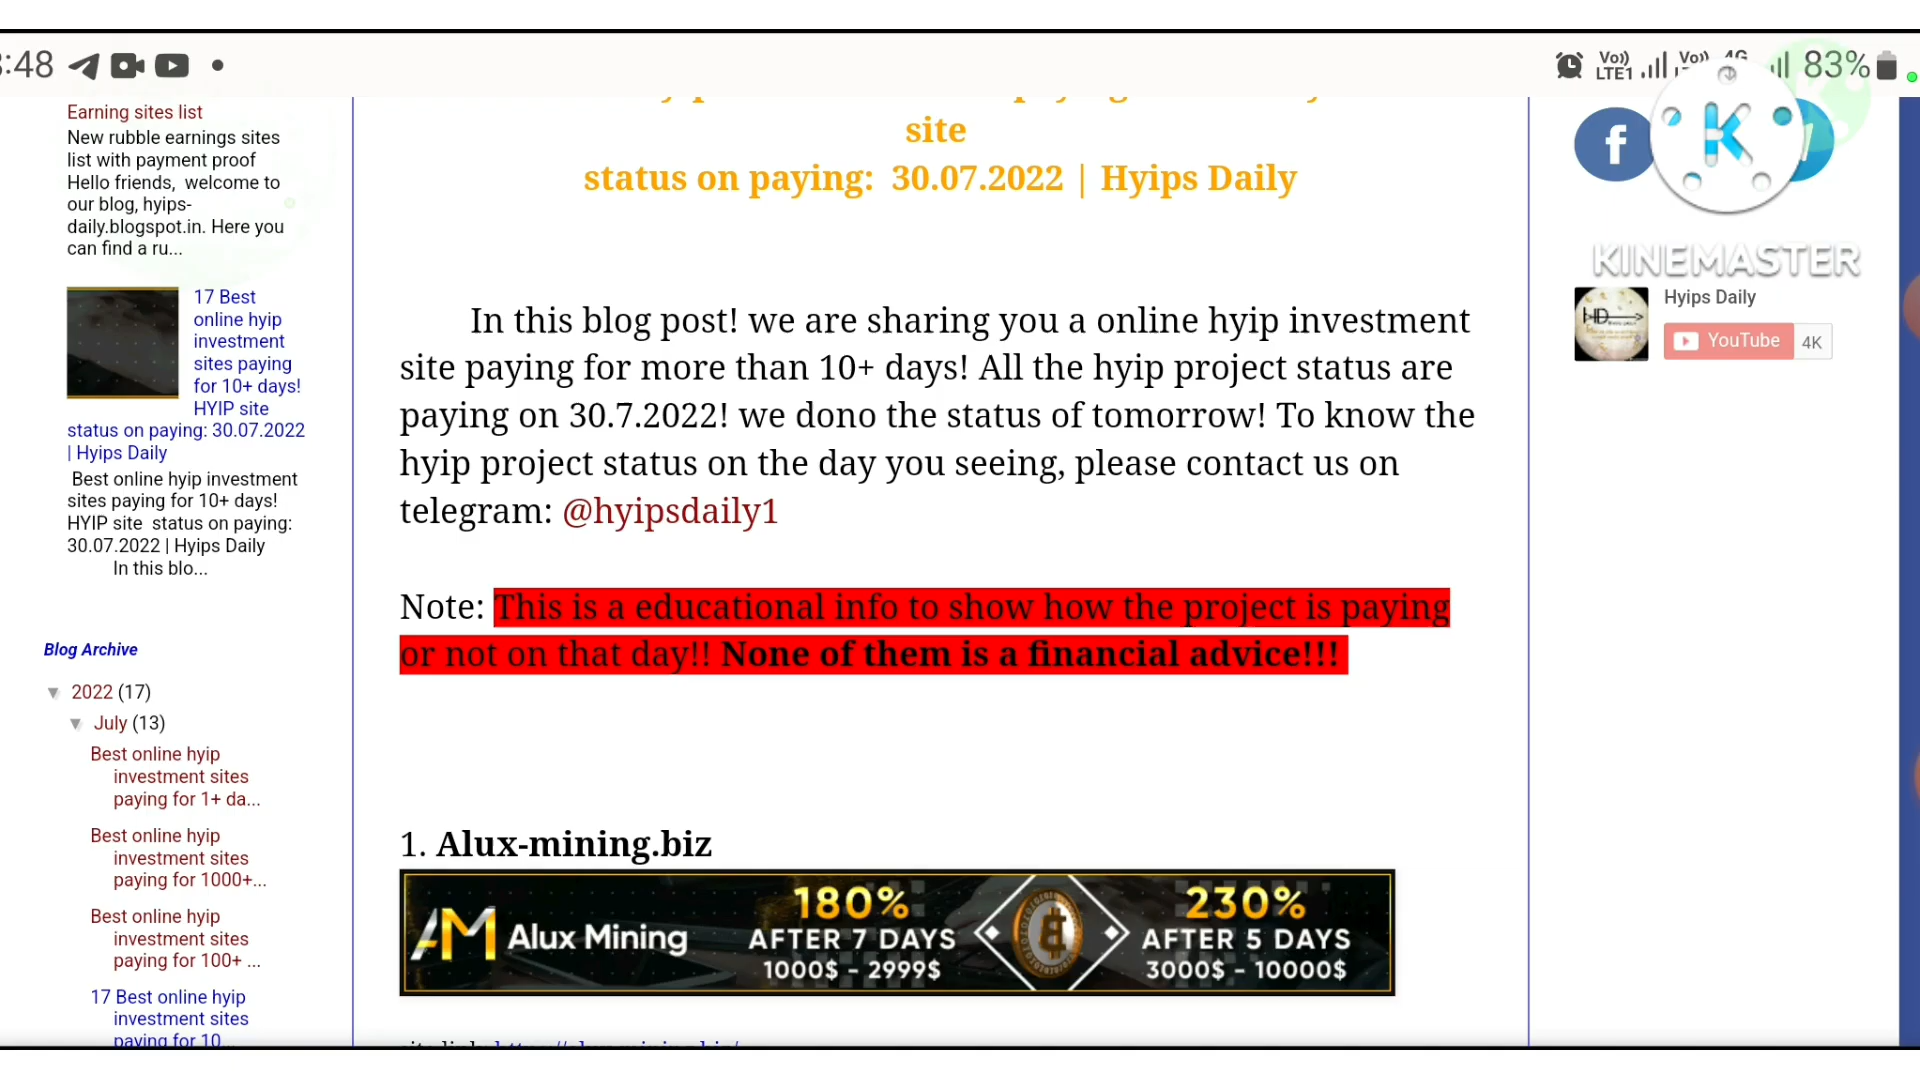 :48
Vo)) LTE1
Vo))
4G
83%
Earning sites list
New rubble earnings sites
list with payment proof
Hello friends,  welcome to
our blog, hyips-
daily.blogspot.in. Here you
can find a ru...
17 Best
online hyip
investment
sites paying
for 10+ days!
HYIP site
status on paying: 30.07.2022
| Hyips Daily
Best online hyip investment
sites paying for 10+ days!
HYIP site  status on paying:
30.07.2022 | Hyips Daily
In this blo...
Blog Archive
▼ 2022 (17)
▼ July (13)
Best online hyip
investment sites
paying for 1+ da...
Best online hyip
investment sites
paying for 1000+...
Best online hyip
investment sites
paying for 100+ ...
17 Best online hyip
investment sites
paying for 10
site
status on paying:  30.07.2022 | Hyips Daily
In this blog post! we are sharing you a online hyip investment
site paying for more than 10+ days! All the hyip project status are
paying on 30.7.2022! we dono the status of tomorrow! To know the
hyip project status on the day you seeing, please contact us on
telegram: @hyipsdaily1
Note: This is a educational info to show how the project is paying
or not on that day!! None of them is a financial advice!!!
1. Alux-mining.biz
AM Alux Mining
180%
AFTER 7 DAYS
1000$ - 2999$
230%
AFTER 5 DAYS
3000$ - 10000$
f
K
KINEMASTER
HD
Hyips Daily
YouTube 4K